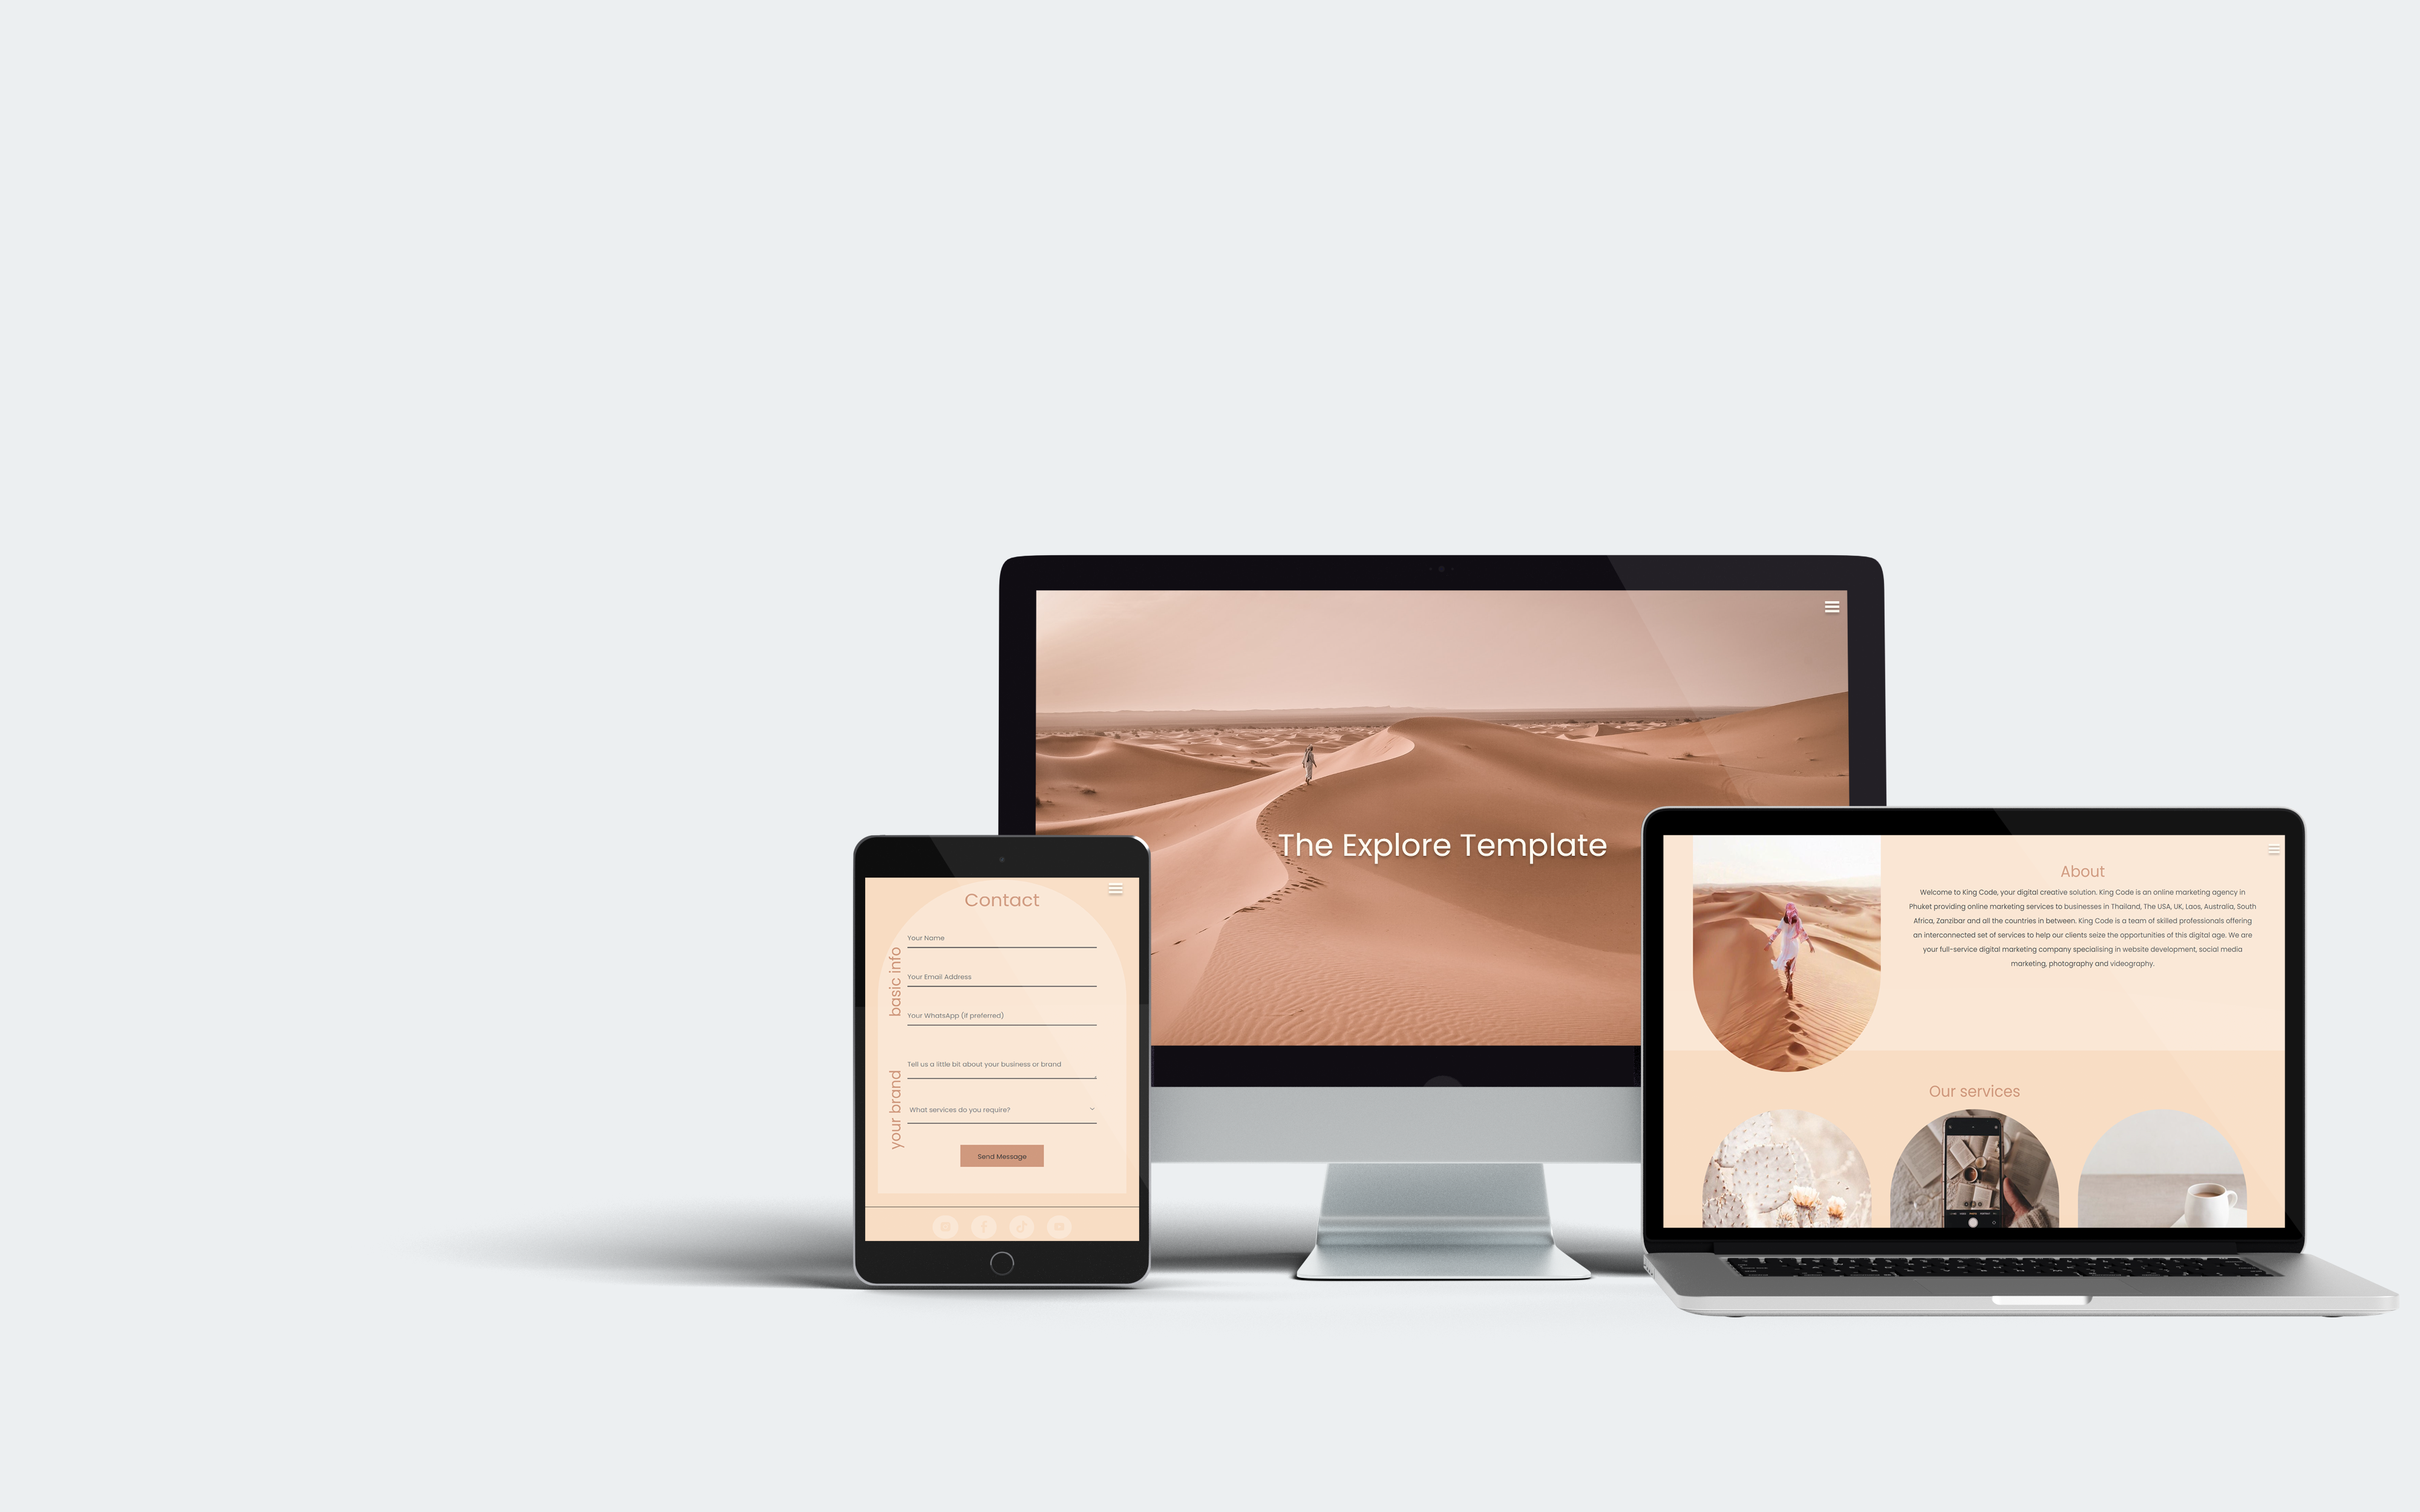 The Explore Template
Contact
basic info
Your Name
Your Email Address
Your WhatsApp (if preferred)
your brand
Tell us a little bit about your business or brand
What services do you require?
Send Message
About
Welcome to King Code, your digital creative solution. King Code is an online marketing agency in
Phuket providing online marketing services to businesses in Thailand, The USA, UK, Laos, Australia, South
Africa, Zanzibar and all the countries in between. King Code is a team of skilled professionals offering
an interconnected set of services to help our clients seize the opportunities of this digital age. We are
your full-service digital marketing company specialising in website development, social media
marketing, photography and videography.
Our services